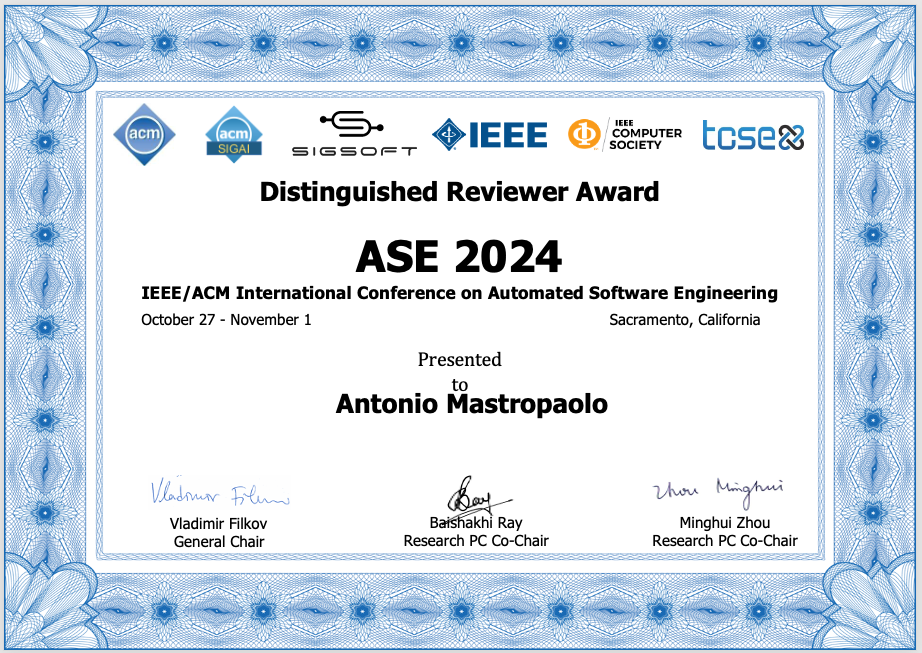 acm
acm
SIGAI
SIGSOFT
IEEE
IEEE
COMPUTER
SOCIETY
tcse
Distinguished Reviewer Award
ASE 2024
IEEE/ACM International Conference on Automated Software Engineering
October 27 - November 1
Sacramento, California
Presented
to
Antonio Mastropaolo
Vladimir Filkov
Ray
Zhou Minghui
Vladimir Filkov
Baishakhi Ray
Minghui Zhou
General Chair
Research PC Co-Chair
Research PC Co-Chair